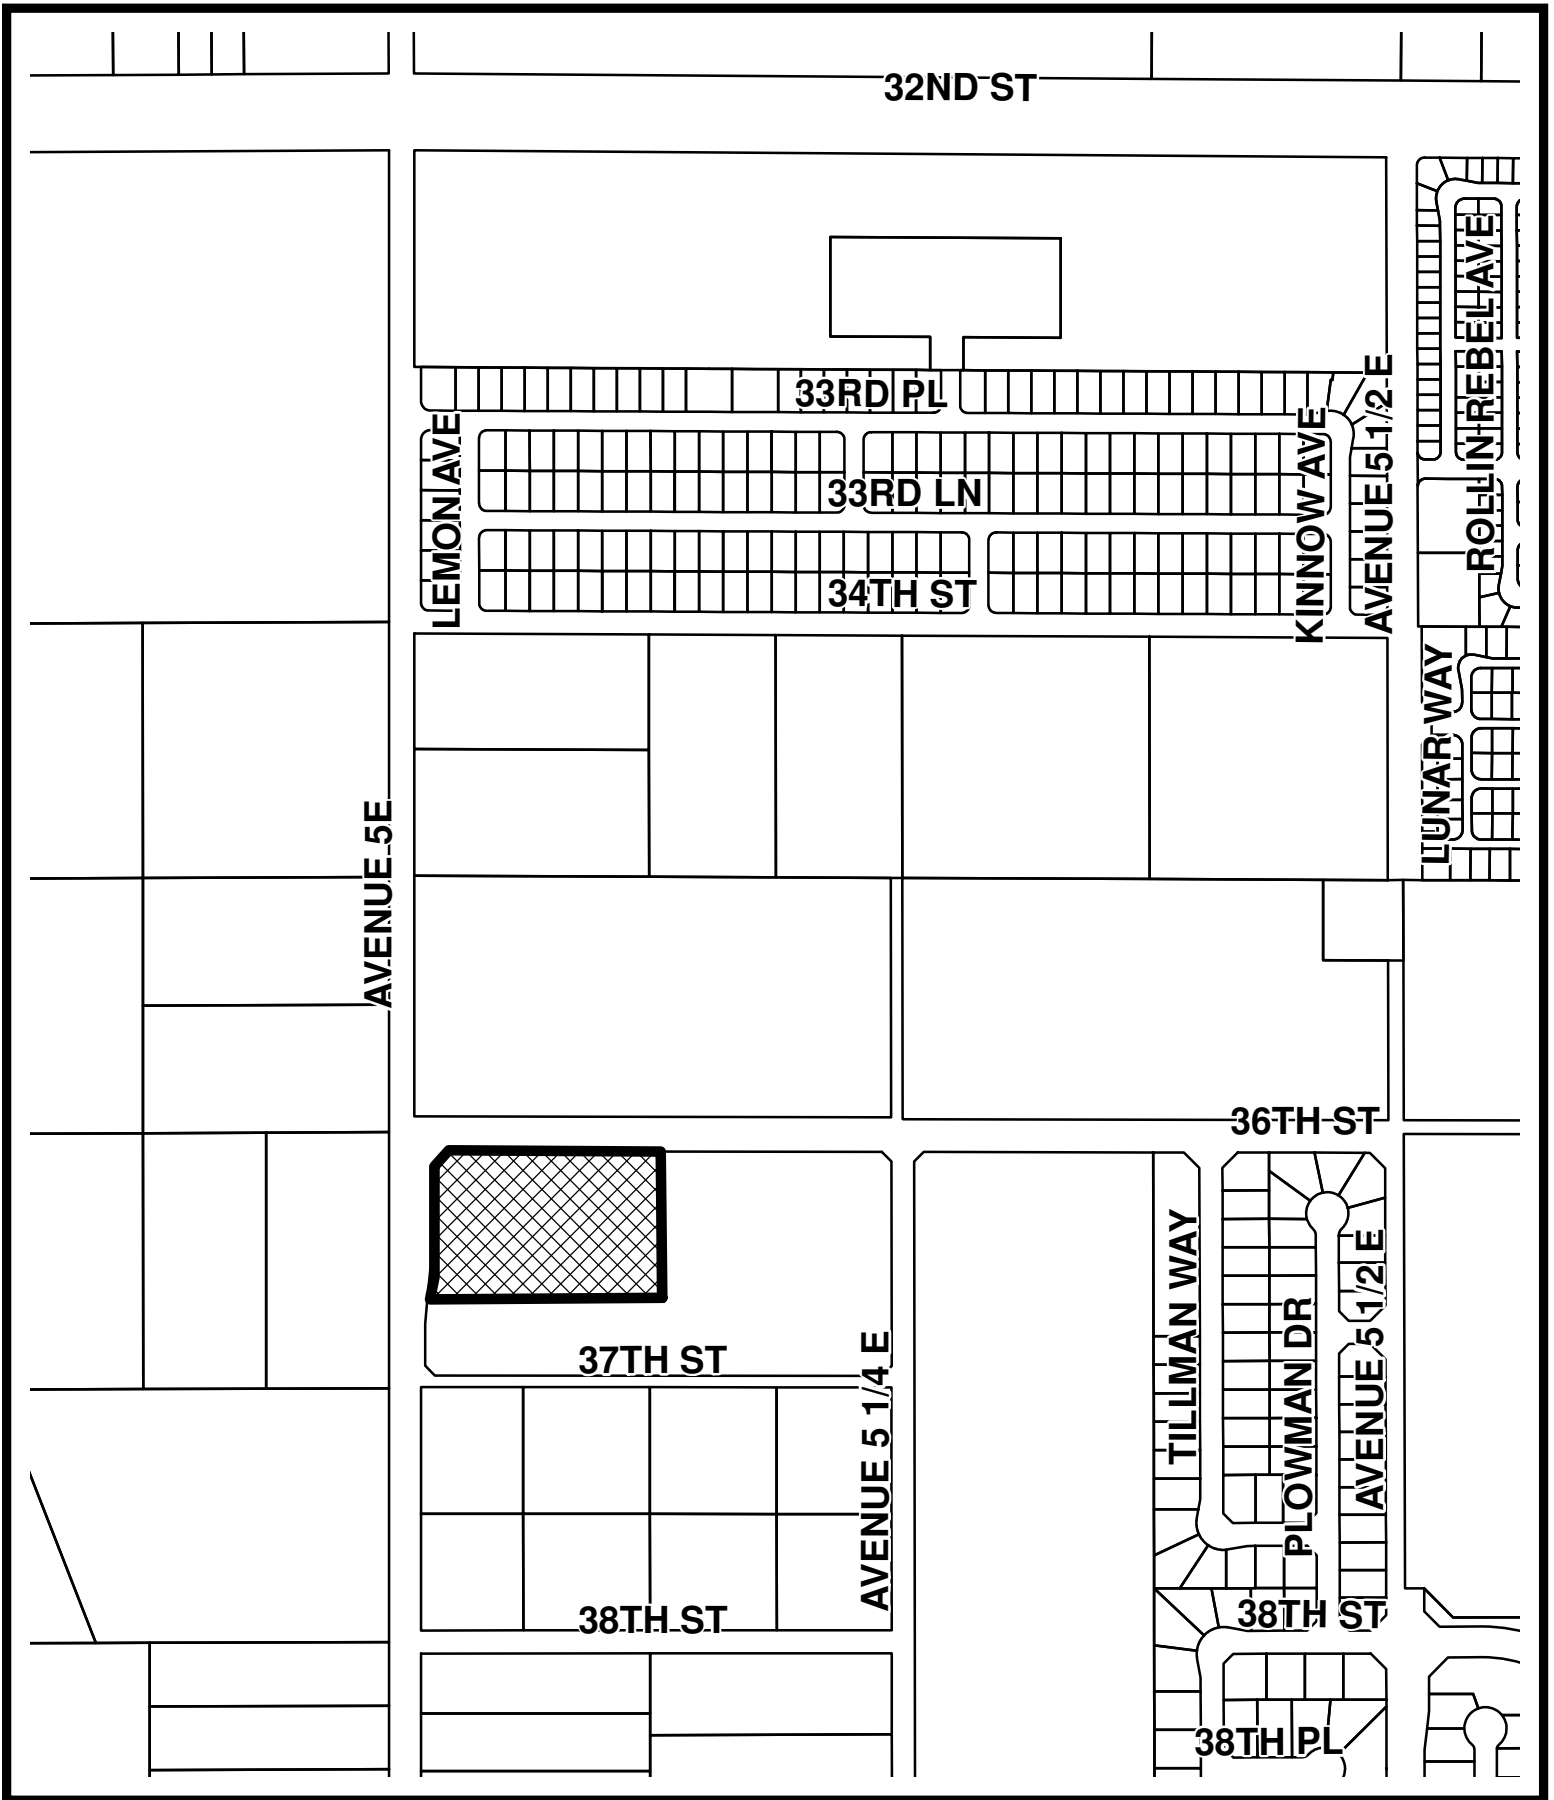 32ND ST
33RD PL
33RD LN
34TH ST
LEMON AVE
KINNOW AVE
AVENUE 5 1/2 E
ROLLIN REBEL AVE
LUNAR WAY
AVENUE 5E
36TH ST
37TH ST
AVENUE 5 1/4 E
TILLMAN WAY
PLOWMAN DR
AVENUE 5 1/2 E
38TH ST
38TH ST
38TH PL